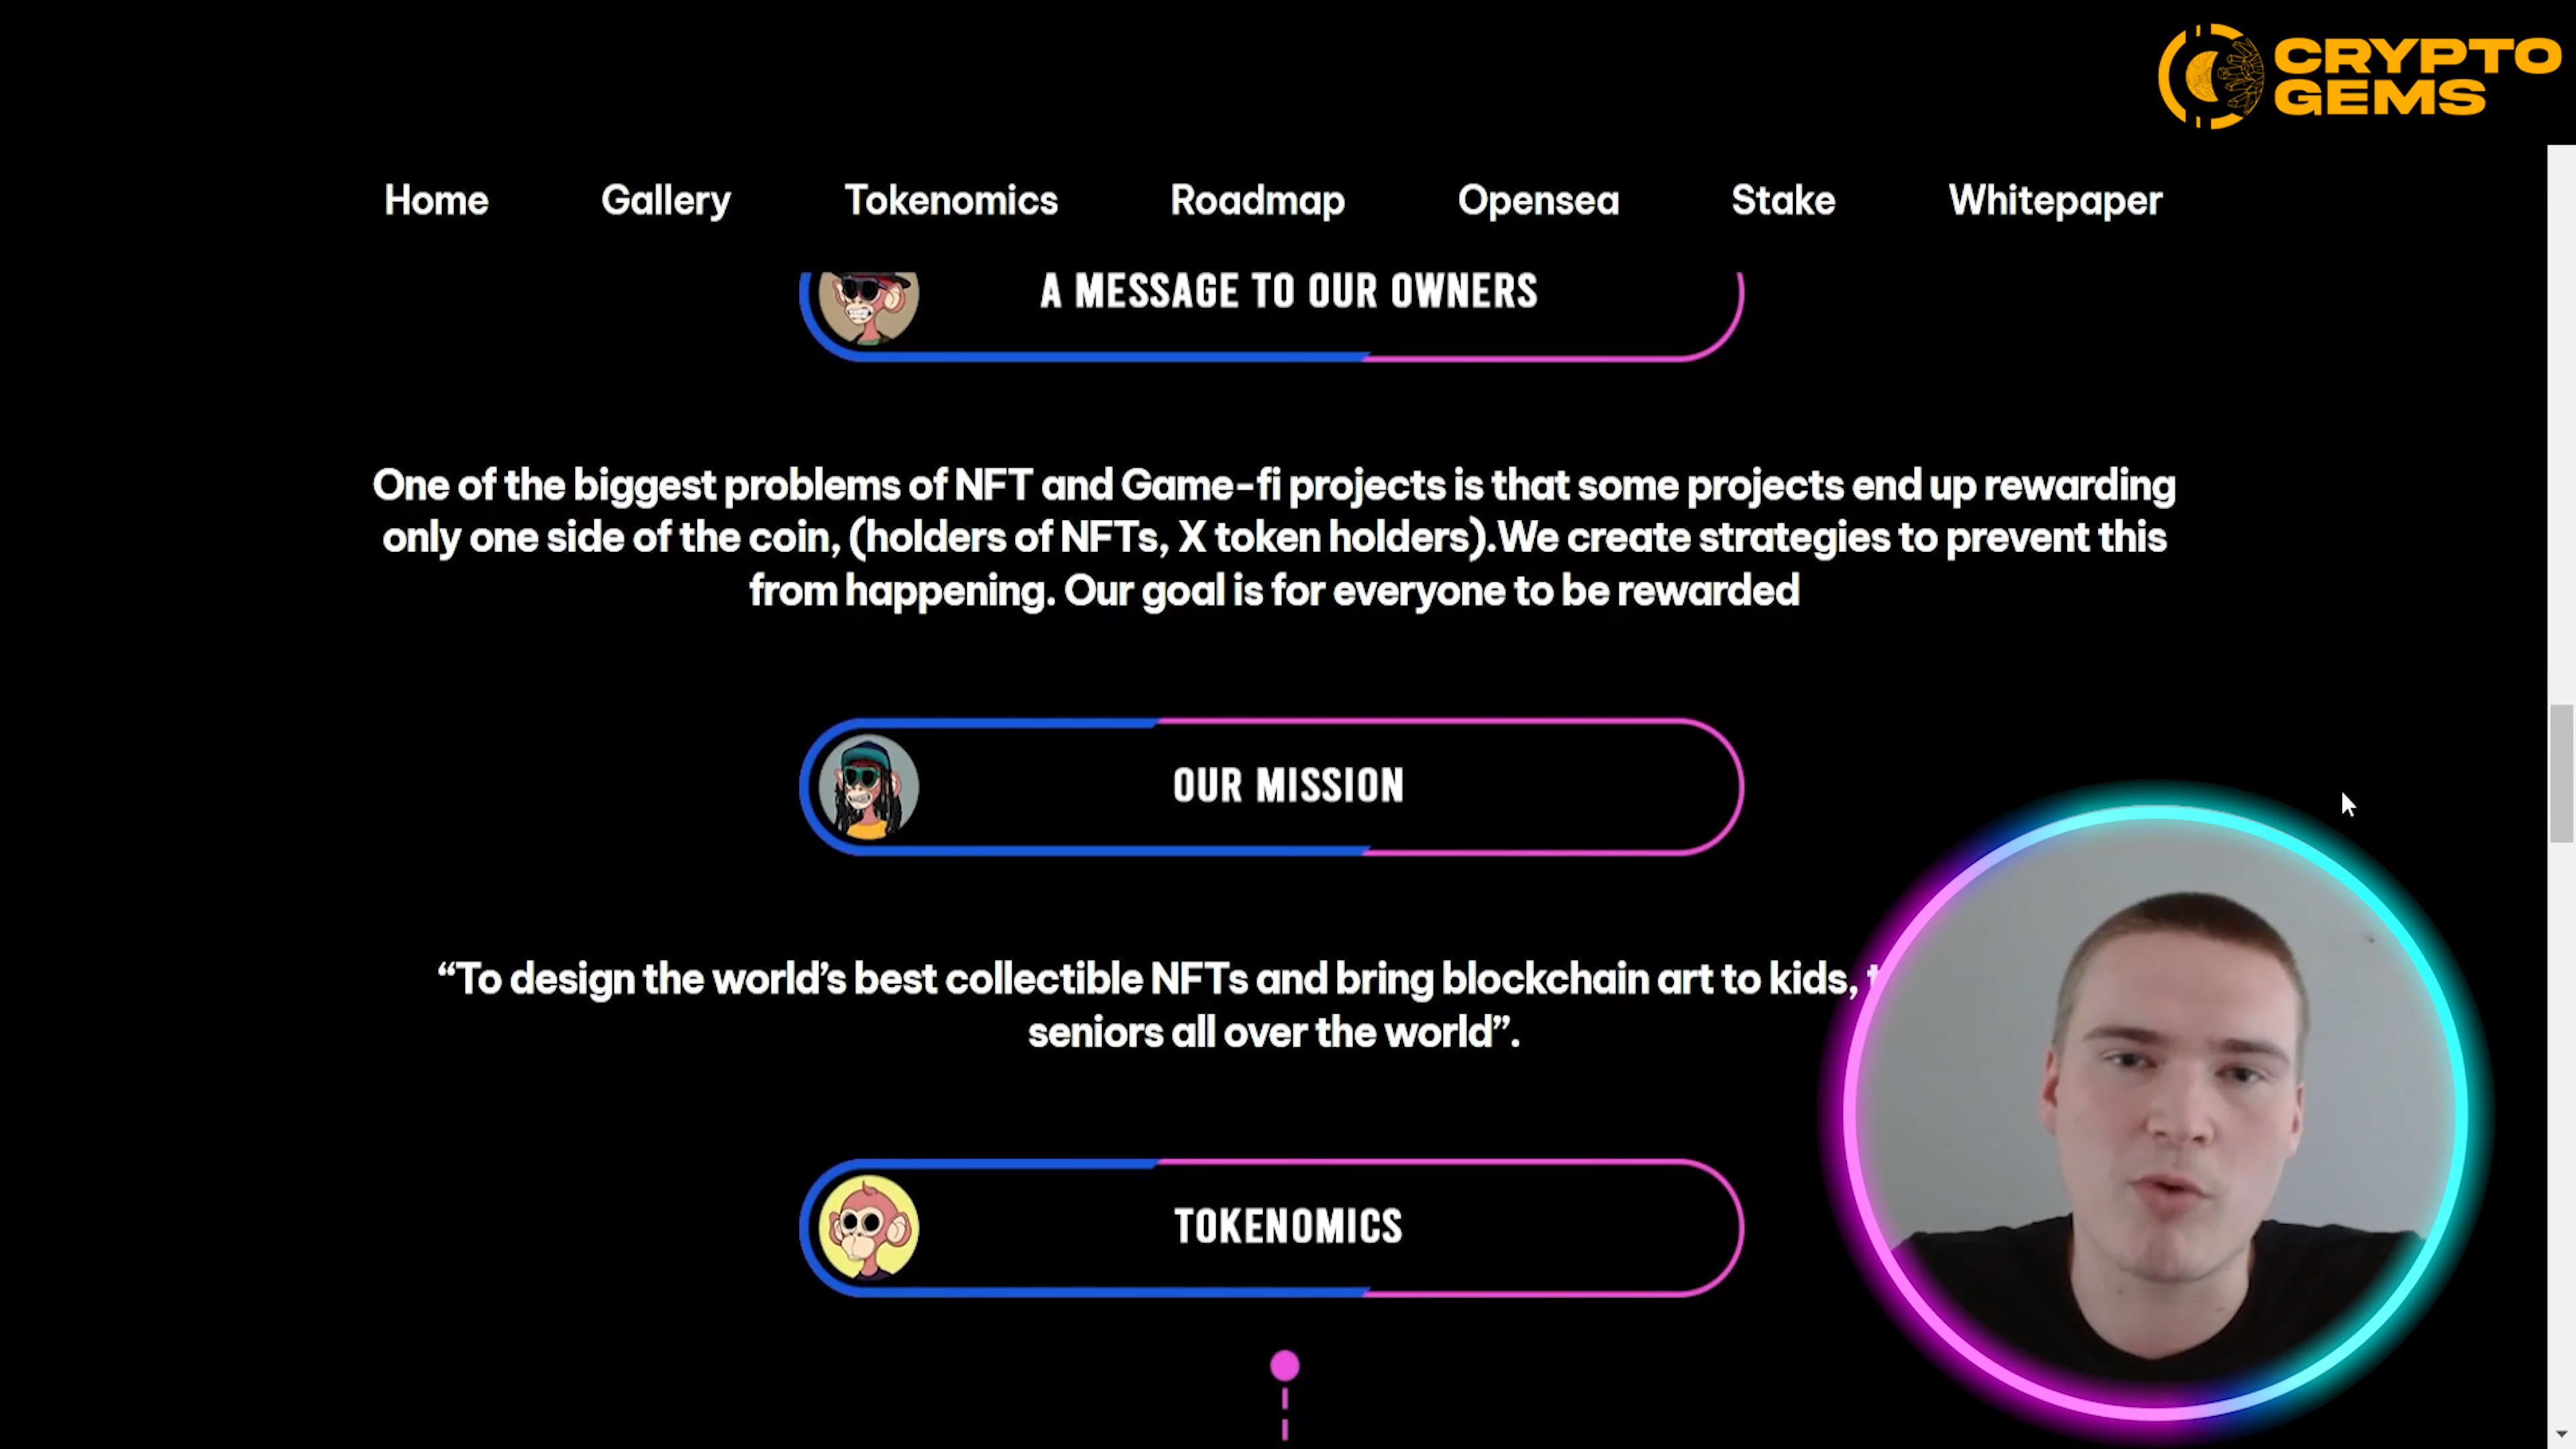 CRYPTO
GEMS
Home Gallery Tokenomics Roadmap Opensea Stake Whitepaper
A MESSAGE TO OUR OWNERS
One of the biggest problems of NFT and Game-fi projects is that some projects end up rewarding
only one side of the coin, (holders of NFTs, X token holders).We create strategies to prevent this
from happening. Our goal is for everyone to be rewarded
OUR MISSION
“To design the world’s best collectible NFTs and bring blockchain art to kids,
seniors all over the world”.
TOKENOMICS